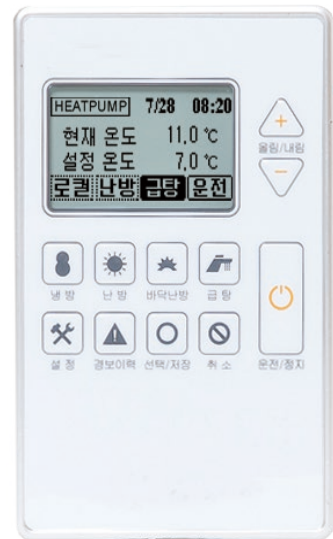 HEATPUMP 7/28 08:20
현재 온도 11,0 ℃
설정 온도 7,0 ℃
로컬 난방 급탕 운전
+
올림/내림
−
냉 방 난 방 바닥난방 급 탕
설 정 경보이력 선택/저장 취 소 운전/정지